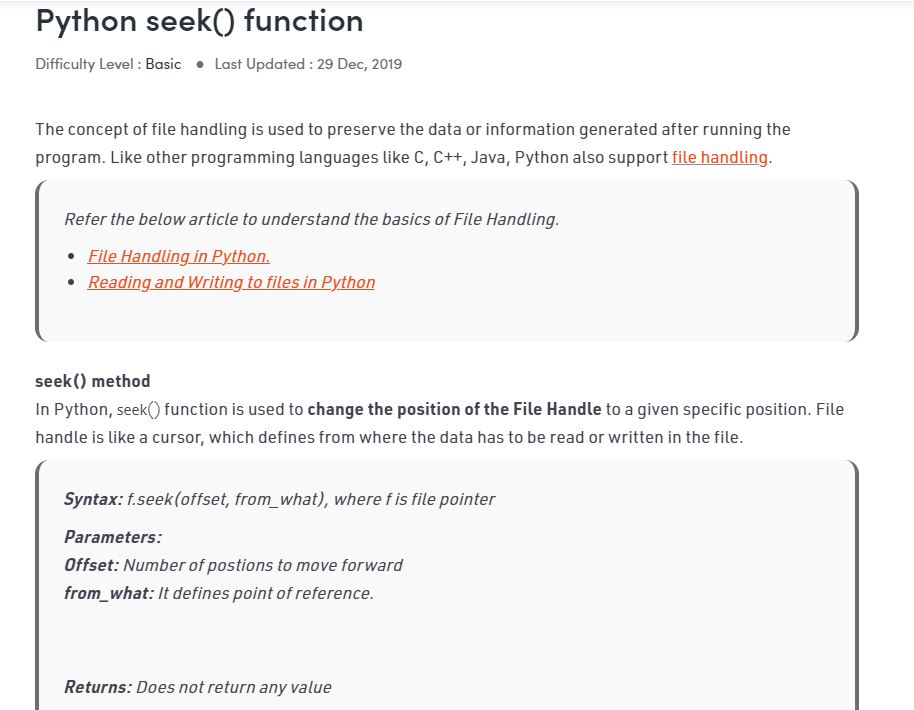 Python seek() function
Difficulty Level : Basic ● Last Updated : 29 Dec, 2019
The concept of file handling is used to preserve the data or information generated after running the
program. Like other programming languages like C, C++, Java, Python also support file handling.
Refer the below article to understand the basics of File Handling.
• File Handling in Python.
• Reading and Writing to files in Python
seek() method
In Python, seek() function is used to change the position of the File Handle to a given specific position. File
handle is like a cursor, which defines from where the data has to be read or written in the file.
Syntax: f.seek(offset, from_what), where f is file pointer
Parameters:
Offset: Number of postions to move forward
from_what: It defines point of reference.
Returns: Does not return any value